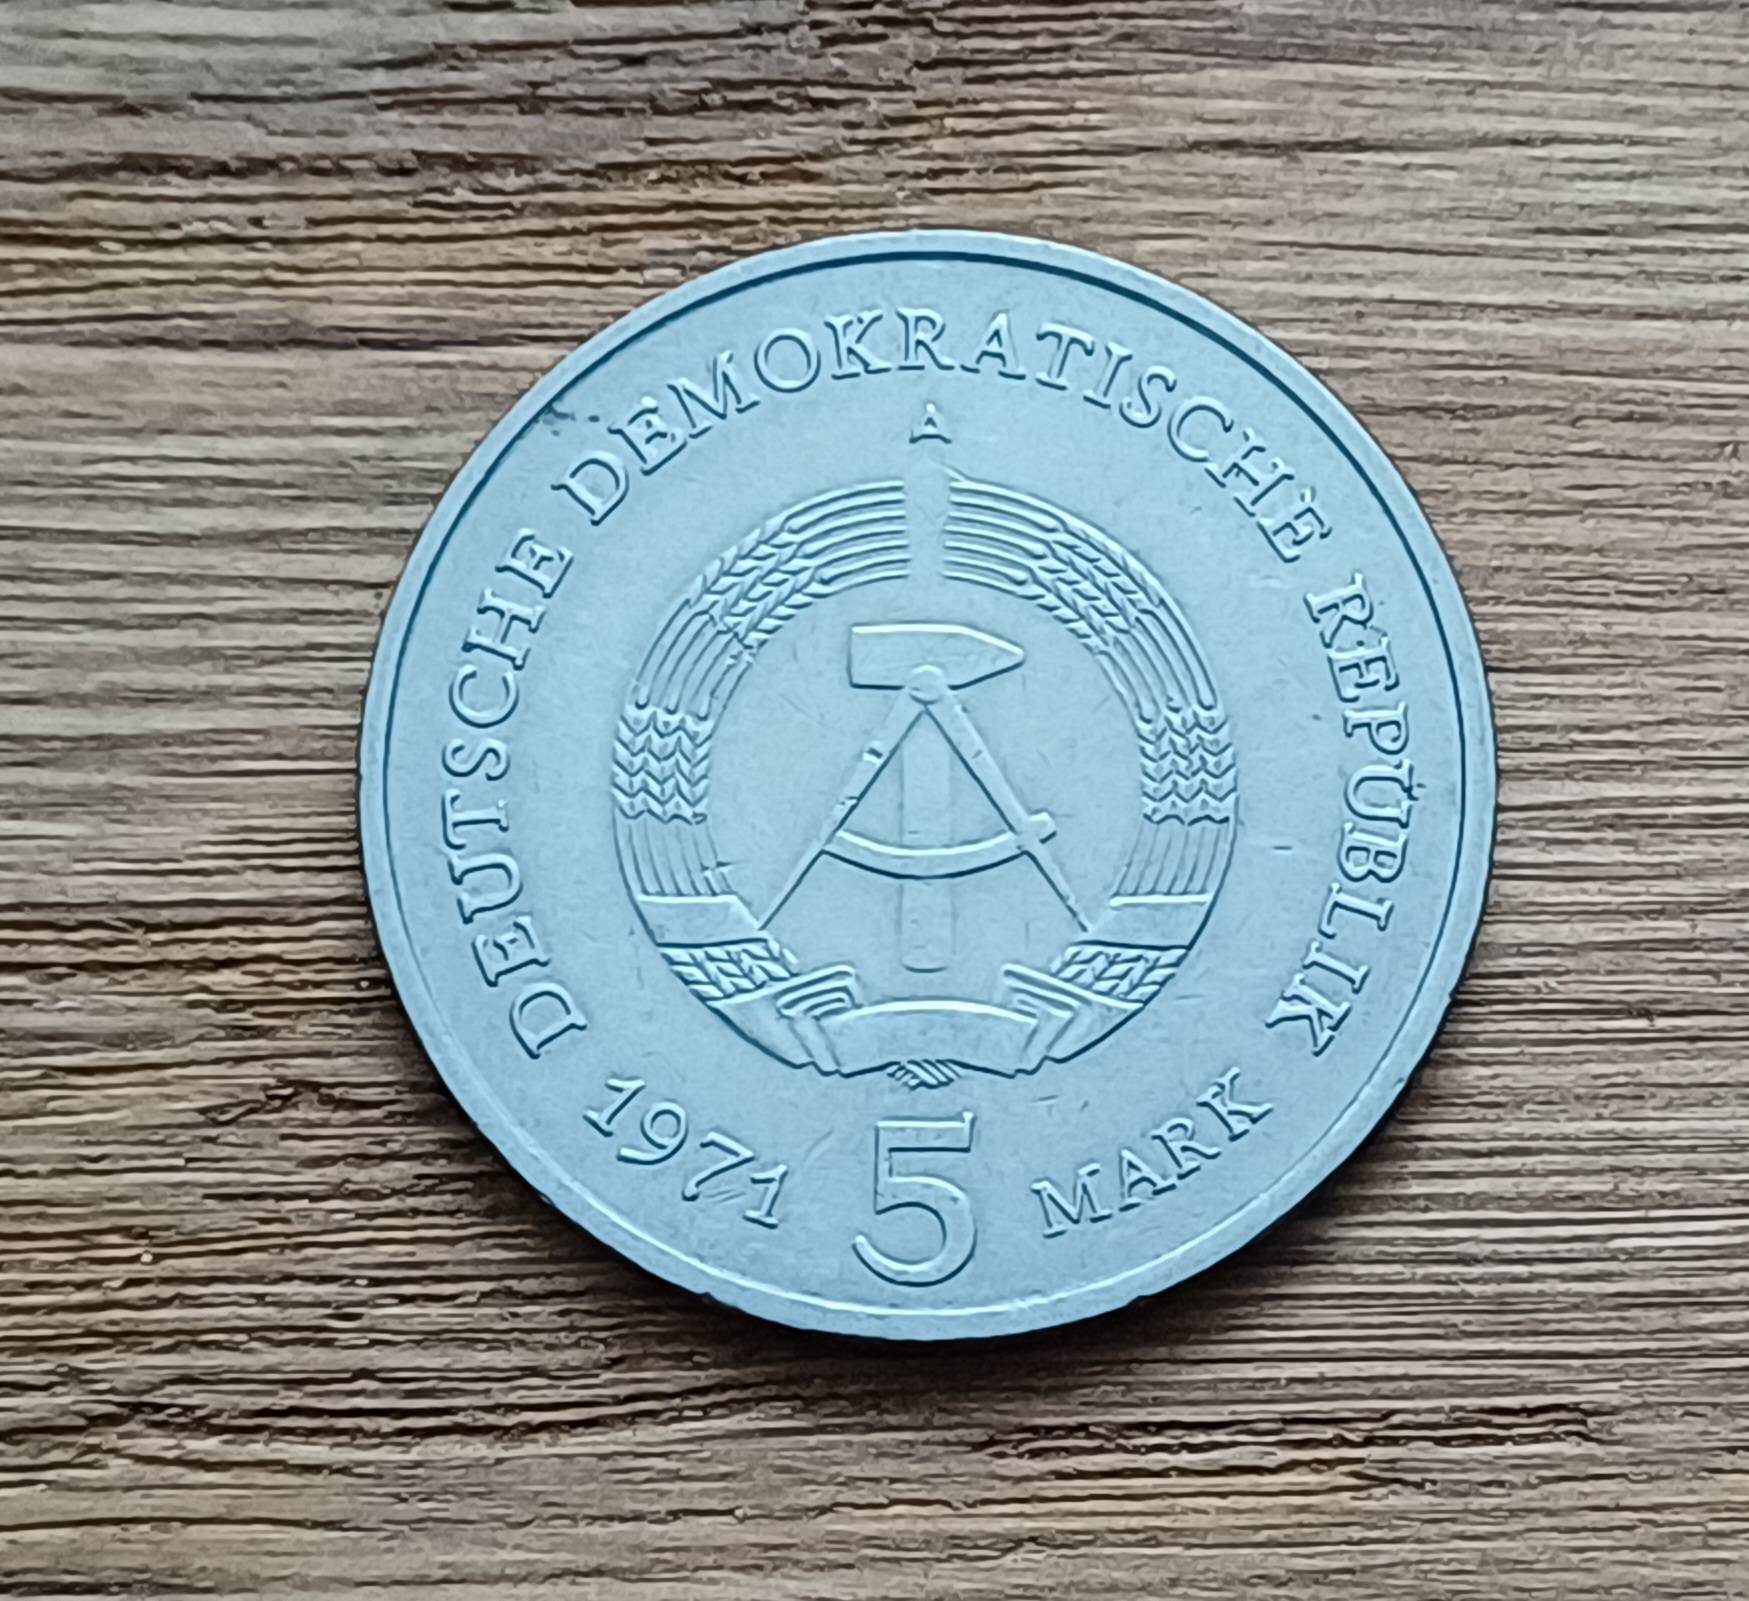 DEUTSCHE DEMOKRATISCHE REPUBLIK
A
1971 5 MARK